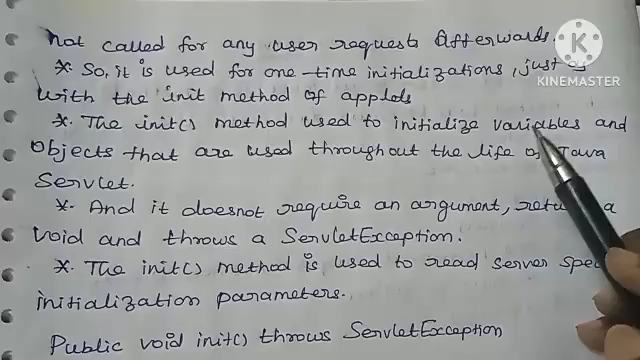 not called for any user requests Afferwards.
* So, it is used for one-time initializations, just as
with the init method of applets
* The init() method used to initialize variables and
objects that are used throughout the life of Java
Servlet.
* And it doesnot require an argument, a
void and throws a ServletException.
* The init() method is used to read server
initialization parameters.
Public void init() throws ServletException
K
KINEMASTER